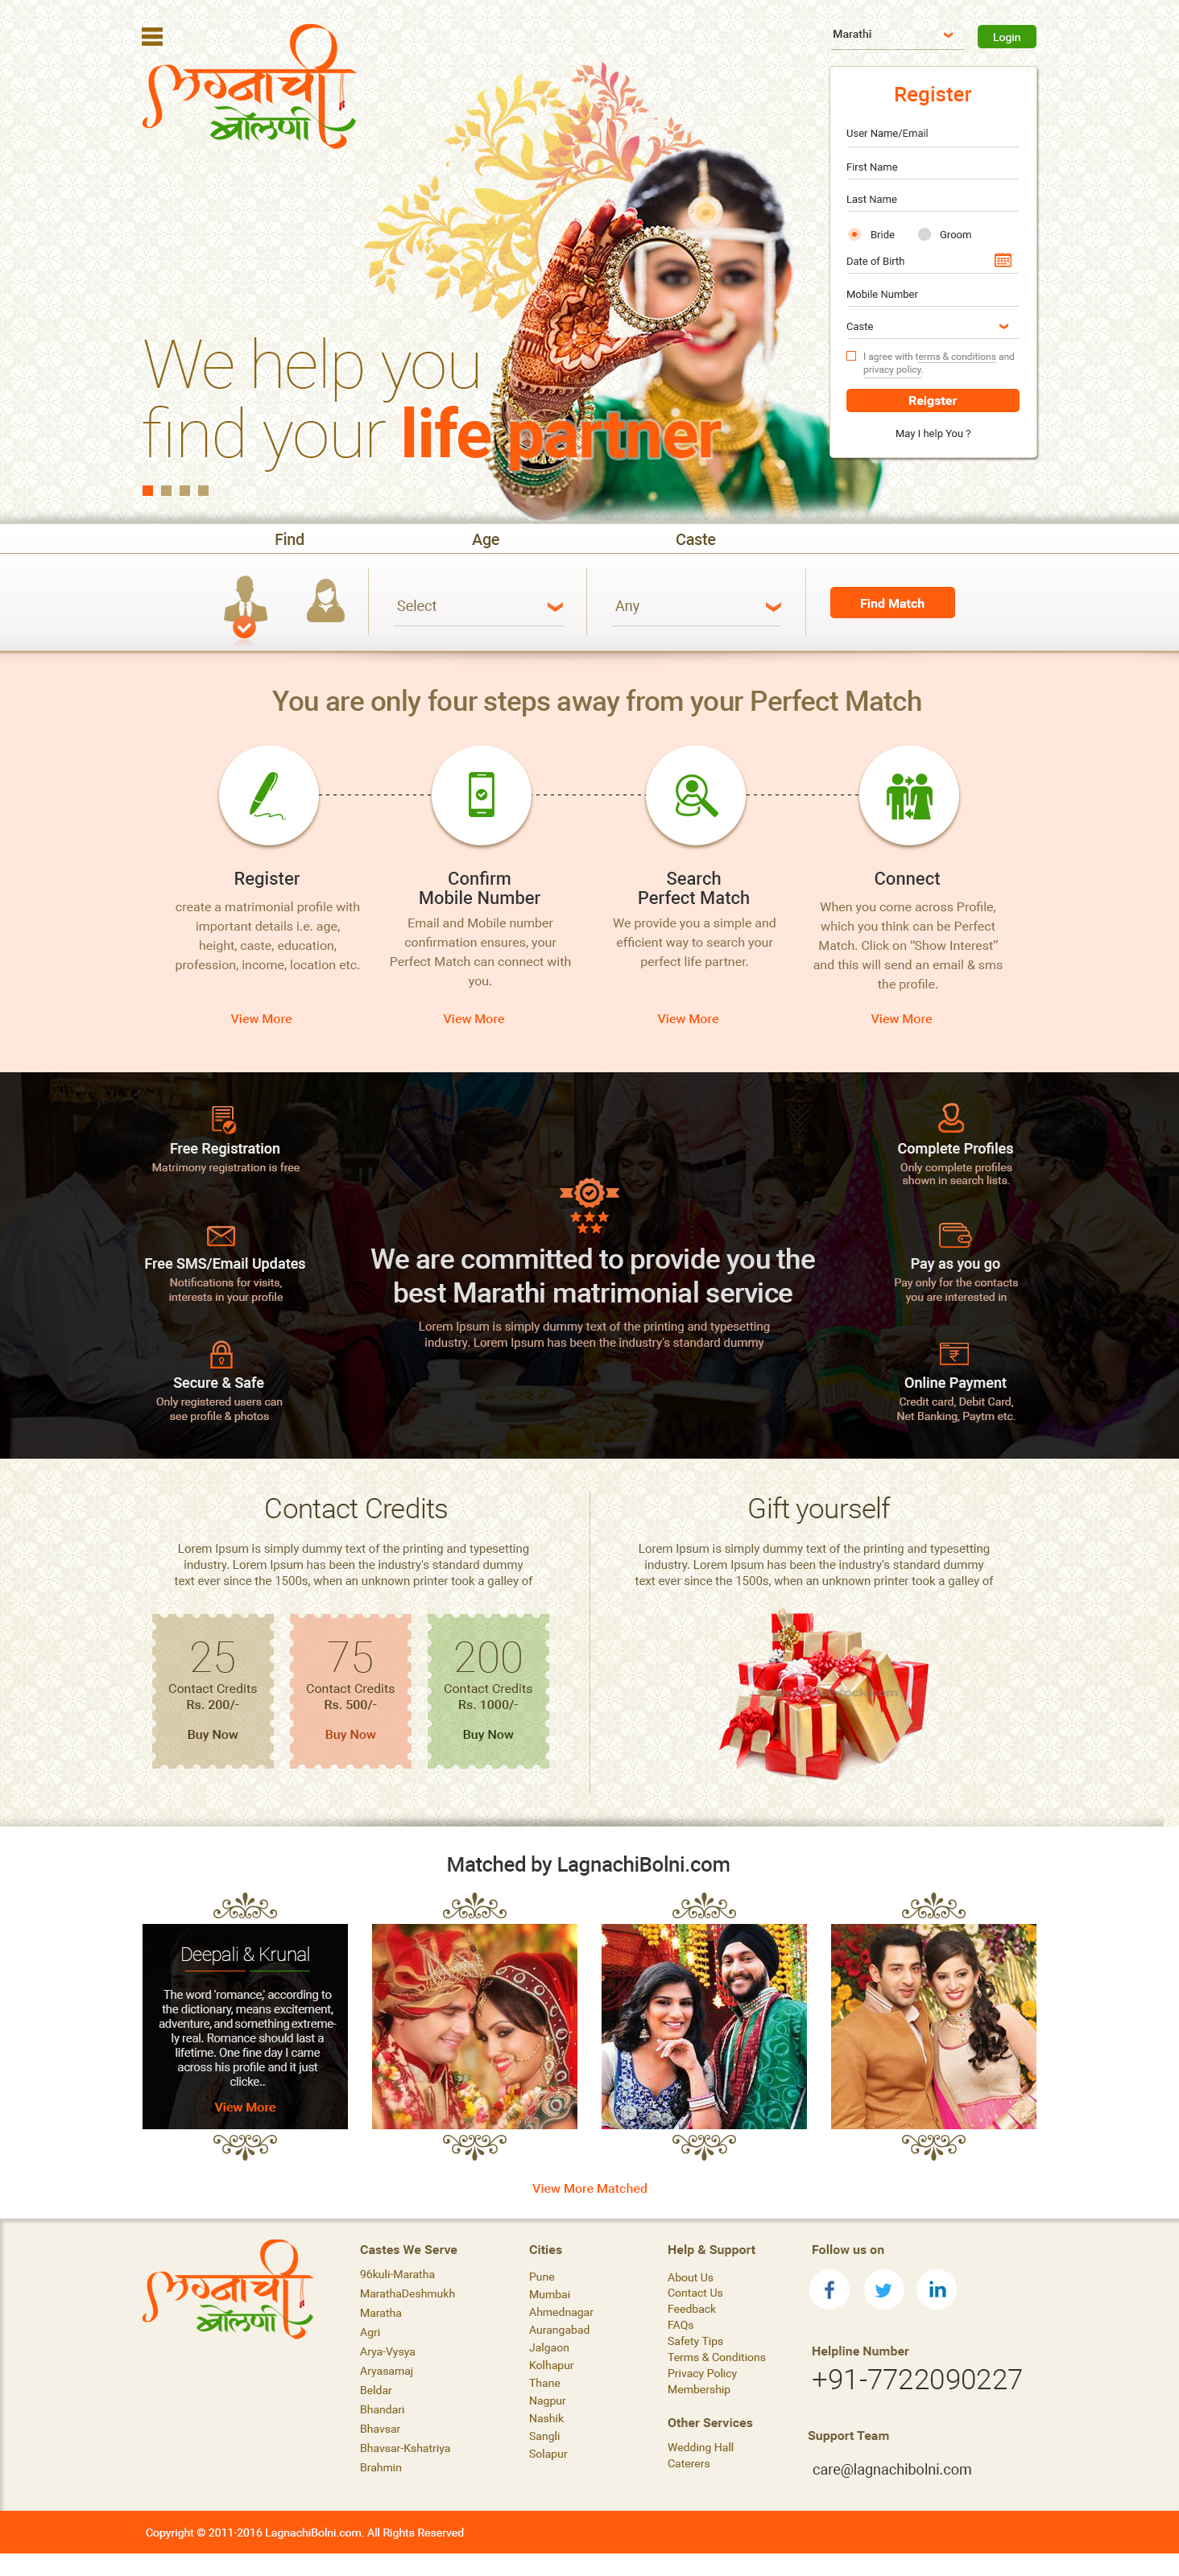 लग्नाची
बोलणी
Marathi
Login
Register
User Name/Email
First Name
Last Name
Bride
Groom
Date of Birth
Mobile Number
Caste
I agree with terms & conditions and
privacy policy.
Reigster
May I help You ?
We help you
find your life partner
Find
Age
Caste
Select
Any
Find Match
You are only four steps away from your Perfect Match
Register
create a matrimonial profile with
important details i.e. age,
height, caste, education,
profession, income, location etc.
View More
Confirm
Mobile Number
Email and Mobile number
confirmation ensures, your
Perfect Match can connect with
you.
View More
Search
Perfect Match
We provide you a simple and
efficient way to search your
perfect life partner.
View More
Connect
When you come across Profile,
which you think can be Perfect
Match. Click on “Show Interest”
and this will send an email & sms
the profile.
View More
Free Registration
Matrimony registration is free
Free SMS/Email Updates
Notifications for visits,
interests in your profile
Secure & Safe
Only registered users can
see profile & photos
We are committed to provide you the
best Marathi matrimonial service
Lorem Ipsum is simply dummy text of the printing and typesetting
industry. Lorem Ipsum has been the industry's standard dummy
Complete Profiles
Only complete profiles
shown in search lists.
Pay as you go
Pay only for the contacts
you are interested in
Online Payment
Credit card, Debit Card,
Net Banking, Paytm etc.
Contact Credits
Lorem Ipsum is simply dummy text of the printing and typesetting
industry. Lorem Ipsum has been the industry's standard dummy
text ever since the 1500s, when an unknown printer took a galley of
25
Contact Credits
Rs. 200/-
Buy Now
75
Contact Credits
Rs. 500/-
Buy Now
200
Contact Credits
Rs. 1000/-
Buy Now
Gift yourself
Lorem Ipsum is simply dummy text of the printing and typesetting
industry. Lorem Ipsum has been the industry's standard dummy
text ever since the 1500s, when an unknown printer took a galley of
Matched by LagnachiBolni.com
Deepali & Krunal
The word 'romance,' according to
the dictionary, means excitement,
adventure, and something extreme-
ly real. Romance should last a
lifetime. One fine day I came
across his profile and it just
clicke..
View More
View More Matched
लग्नाची
बोलणी
Castes We Serve
96kuli-Maratha
MarathaDeshmukh
Maratha
Agri
Arya-Vysya
Aryasamaj
Beldar
Bhandari
Bhavsar
Bhavsar-Kshatriya
Brahmin
Cities
Pune
Mumbai
Ahmednagar
Aurangabad
Jalgaon
Kolhapur
Thane
Nagpur
Nashik
Sangli
Solapur
Help & Support
About Us
Contact Us
Feedback
FAQs
Safety Tips
Terms & Conditions
Privacy Policy
Membership
Other Services
Wedding Hall
Caterers
Follow us on
Helpline Number
+91-7722090227
Support Team
care@lagnachibolni.com
Copyright © 2011-2016 LagnachiBolni.com. All Rights Reserved